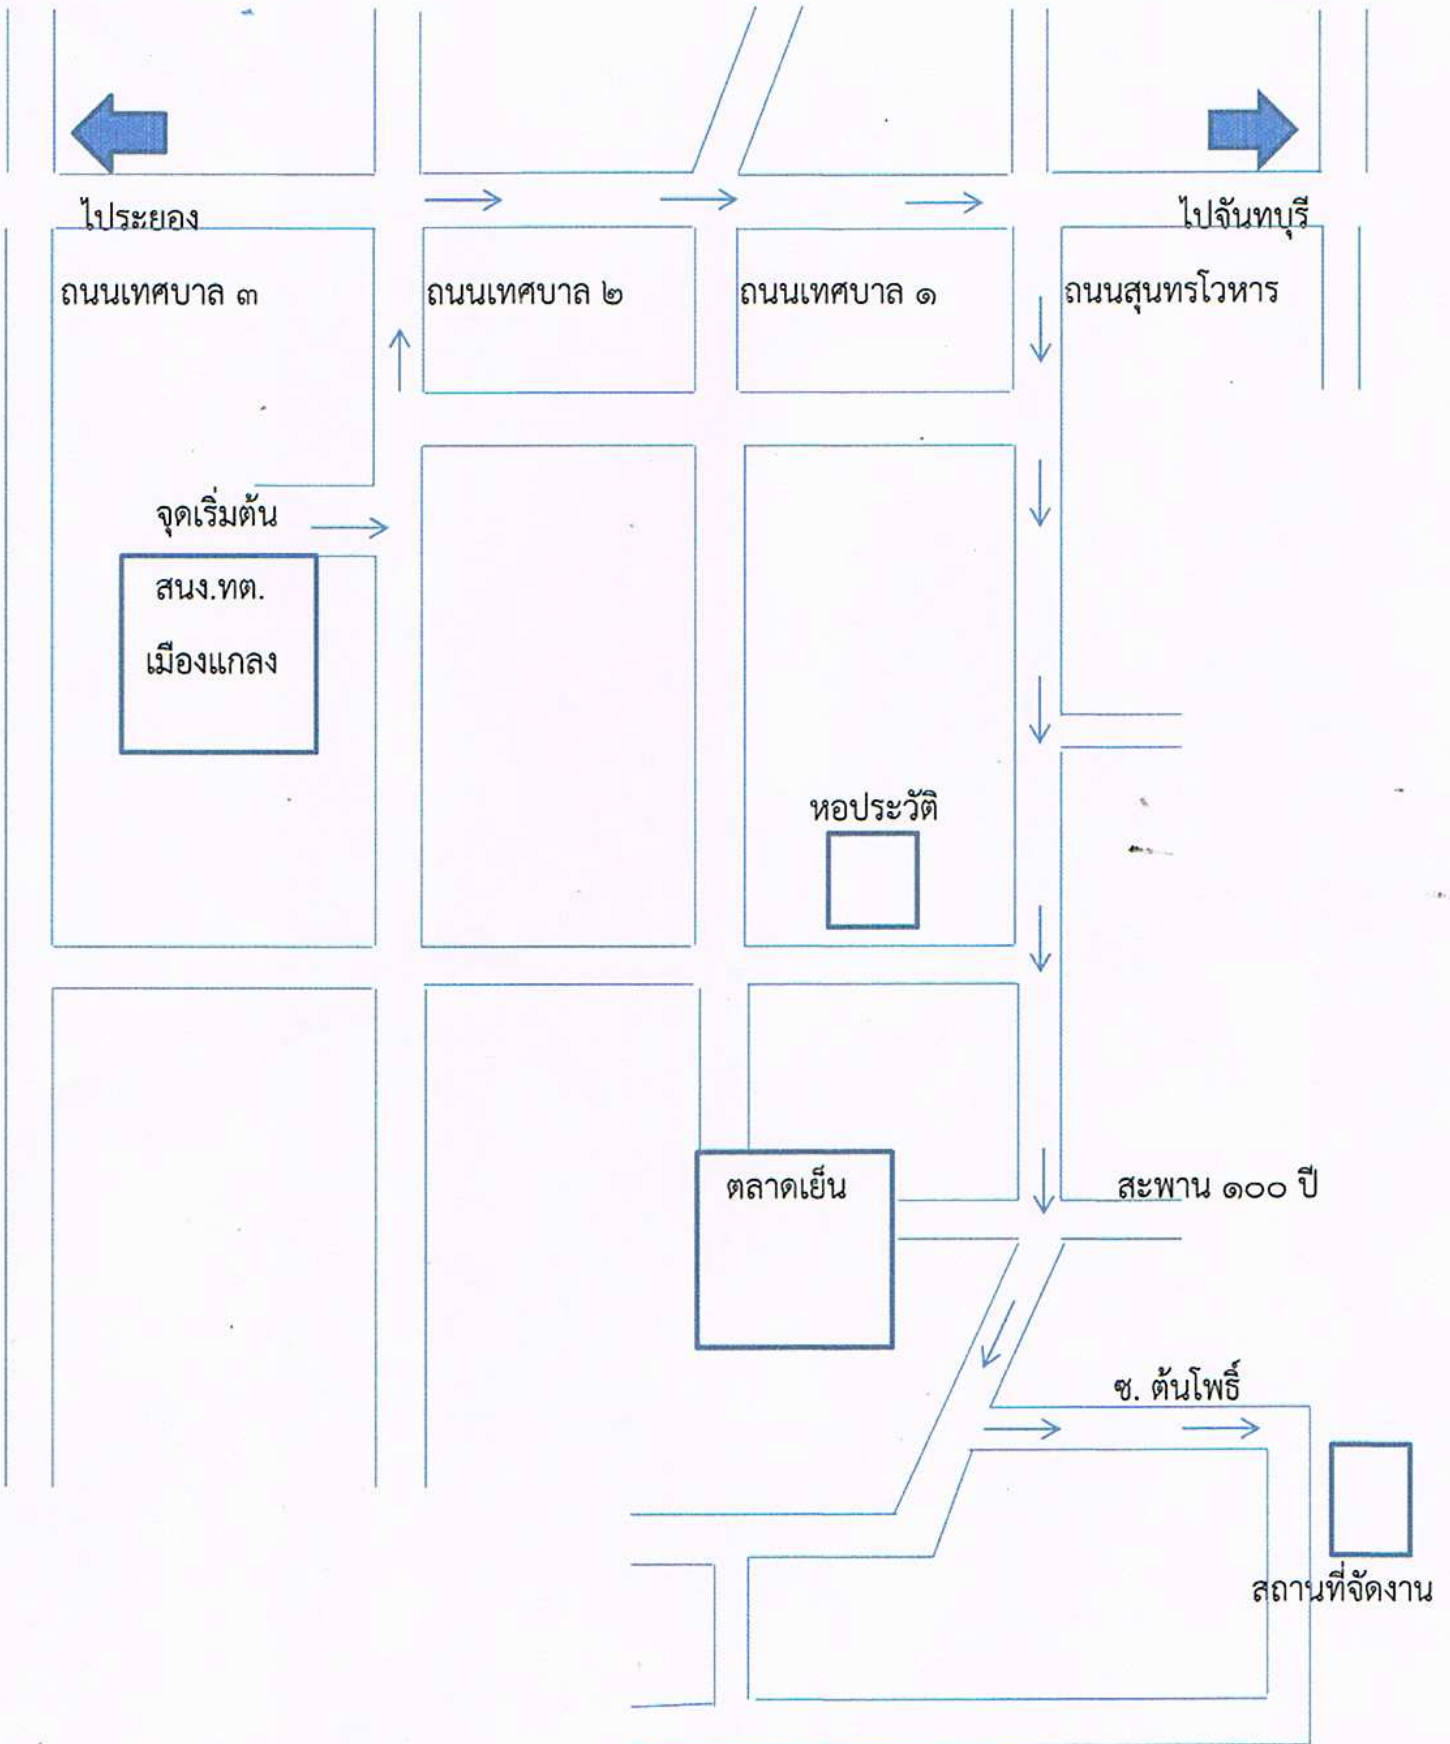 ไประยอง
ไปจันทบุรี
ถนนเทศบาล ๓
ถนนเทศบาล ๒
ถนนเทศบาล ๑
ถนนสุนทรโวหาร
จุดเริ่มต้น
สนง.ทต.
เมืองแกลง
หอประวัติ
ตลาดเย็น
สะพาน ๑๐๐ ปี
ซ. ต้นโพธิ์
สถานที่จัดงาน